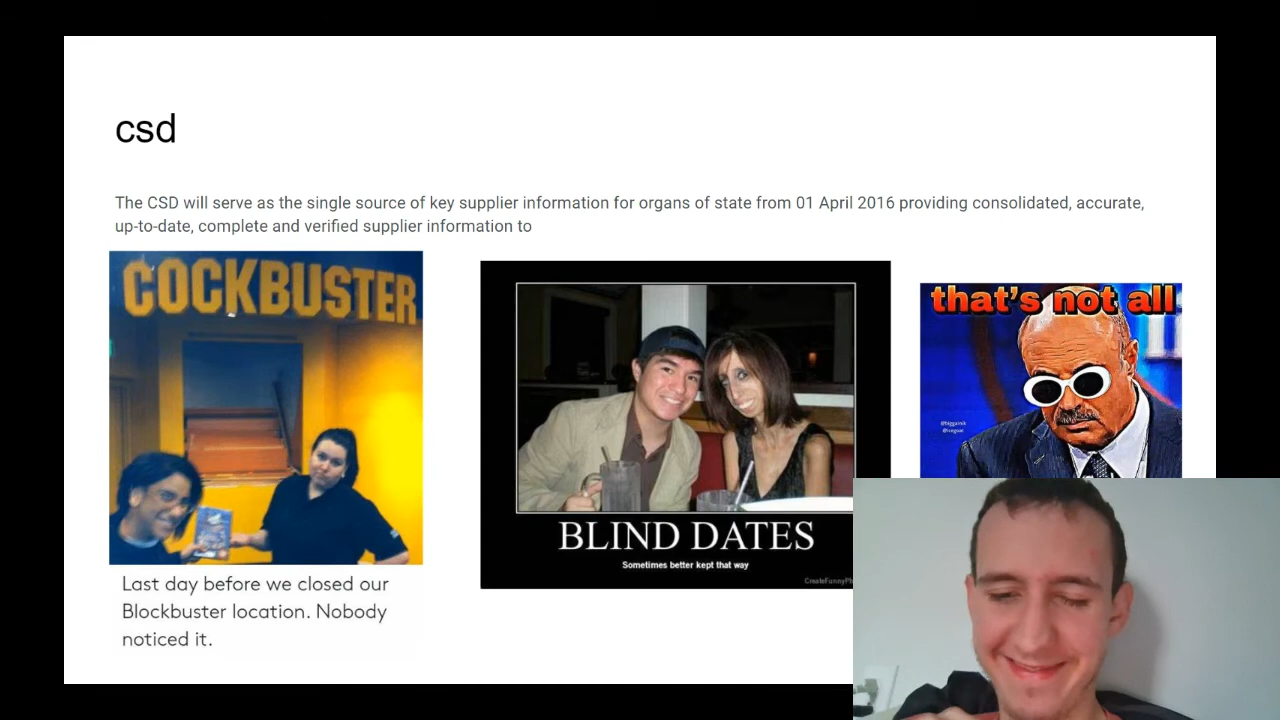 csd
The CSD will serve as the single source of key supplier information for organs of state from 01 April 2016 providing consolidated, accurate,
up-to-date, complete and verified supplier information to
COCKBUSTER
Last day before we closed our
Blockbuster location. Nobody
noticed it.
BLIND DATES
Sometimes better kept that way
that's not all